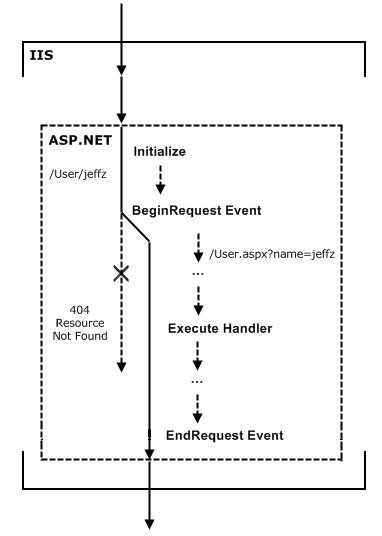 IIS
ASP.NET
Initialize
/User/jeffz
BeginRequest Event
/User.aspx?name=jeffz
...
404
Resource
Not Found
Execute Handler
...
EndRequest Event